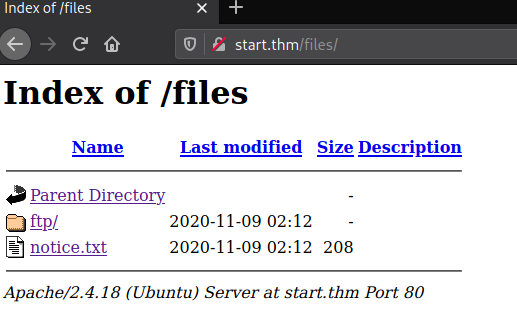 Index of /files
start.thm/files/
Index of /files
Name Last modified Size Description
Parent Directory -
ftp/ 2020-11-09 02:12 -
notice.txt 2020-11-09 02:12 208
Apache/2.4.18 (Ubuntu) Server at start.thm Port 80